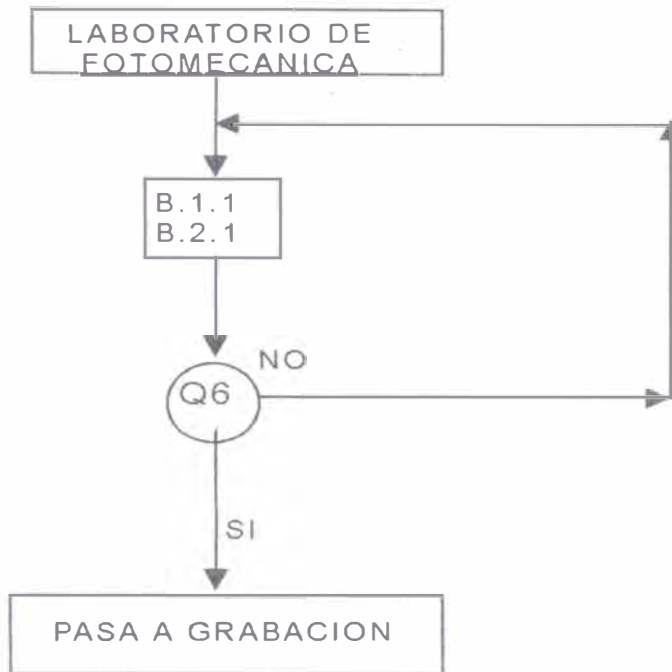 LABORATORIO DE
FOTOMECANICA
B.1.1
B.2.1
NO
Q6
SI
PASA A GRABACION